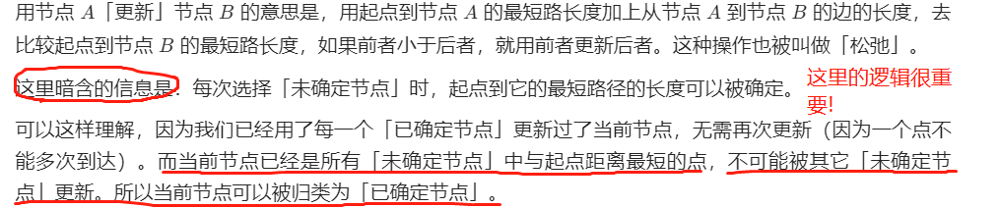 用节点 A「更新」节点 B 的意思是，用起点到节点 A 的最短路长度加上从节点 A 到节点 B 的边的长度，去
比较起点到节点 B 的最短路长度，如果前者小于后者，就用前者更新后者。这种操作也被叫做「松弛」。
这里暗含的信息是：每次选择「未确定节点」时，起点到它的最短路径的长度可以被确定。
这里的逻辑很重
要!
可以这样理解，因为我们已经用了每一个「已确定节点」更新过了当前节点，无需再次更新（因为一个点不
能多次到达）。而当前节点已经是所有「未确定节点」中与起点距离最短的点，不可能被其它「未确定节
点」更新。所以当前节点可以被归类为「已确定节点」。